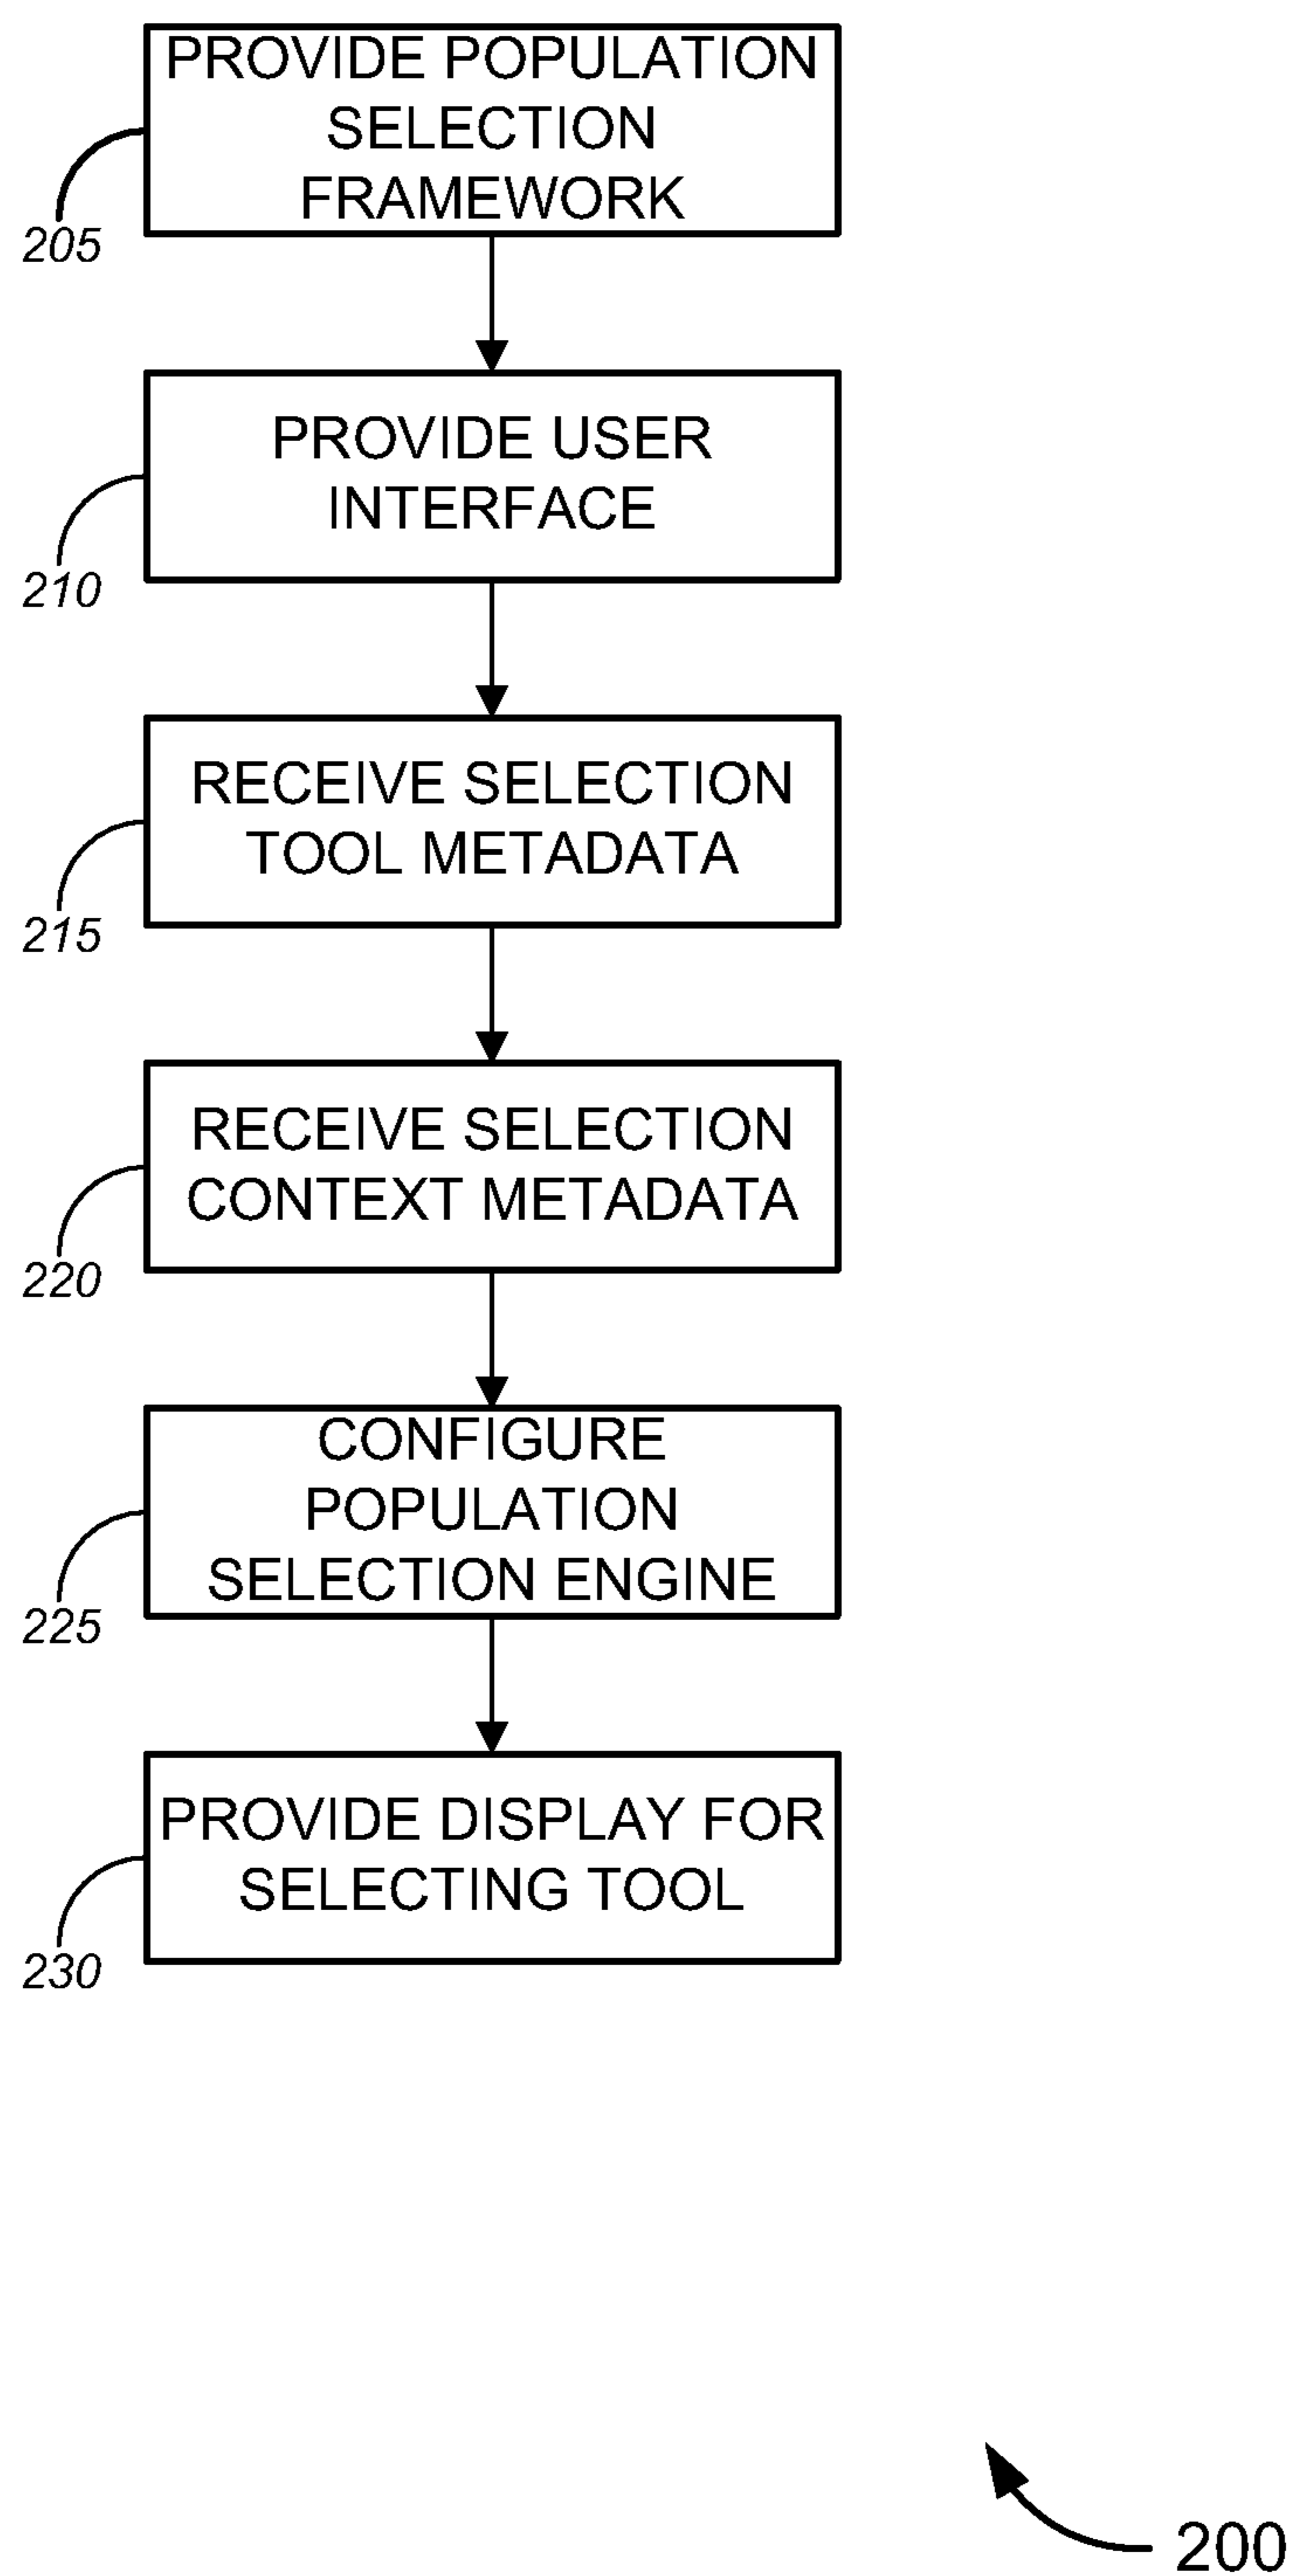 PROVIDE POPULATION
SELECTION
FRAMEWORK
205
PROVIDE USER
INTERFACE
210
RECEIVE SELECTION
TOOL METADATA
215
RECEIVE SELECTION
CONTEXT METADATA
220
CONFIGURE
POPULATION
SELECTION ENGINE
225
PROVIDE DISPLAY FOR
SELECTING TOOL
230
200